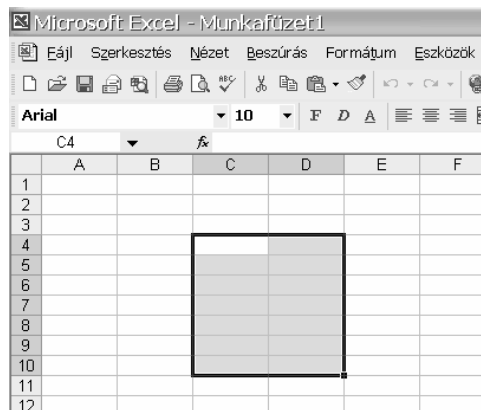 Microsoft Excel - Munkafüzet1
Fájl Szerkesztés Nézet Beszúrás Formátum Eszközök
ABC
Arial 10 F D A
C4 fx
A B C D E F
1
2
3
4
5
6
7
8
9
10
11
12